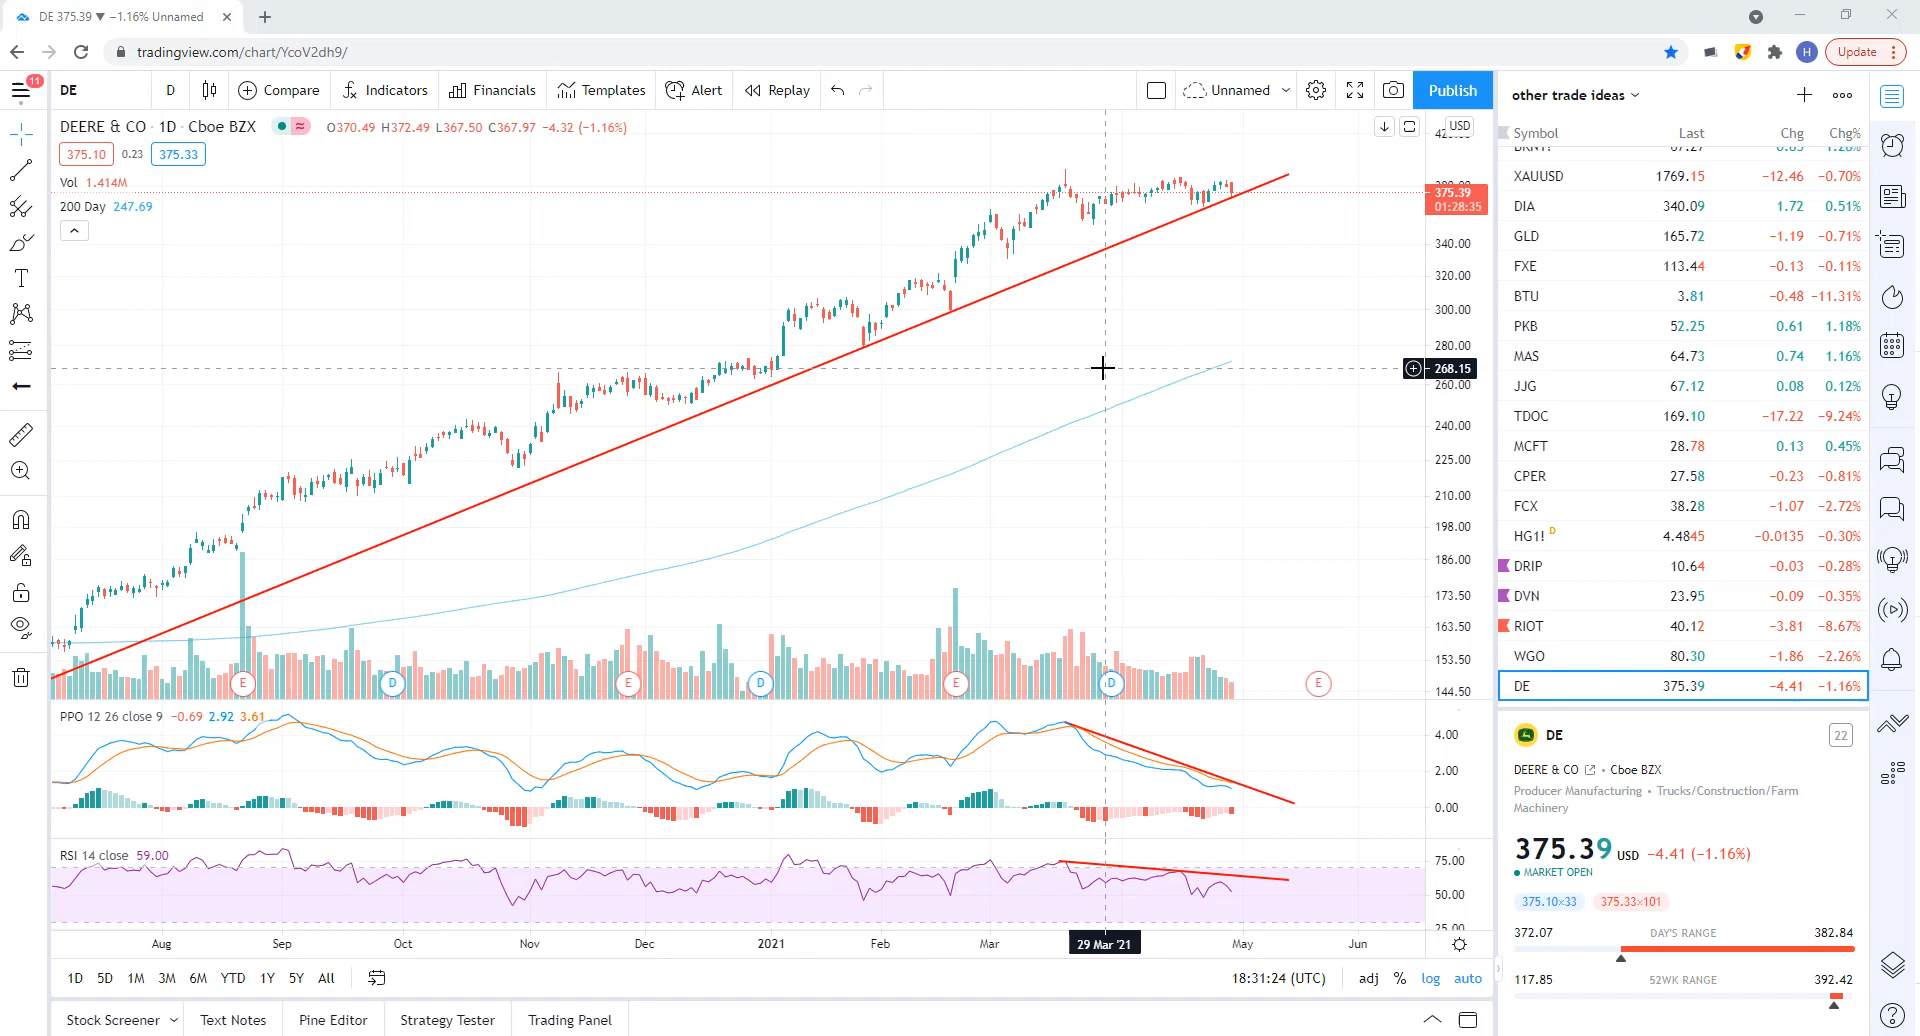 DE 375.39 ▼ −1.16% Unnamed
tradingview.com/chart/YcoV2dh9/
H
Update
11
DE
D
Compare
Indicators
Financials
Templates
Alert
Replay
Unnamed
Publish
DEERE & CO · 1D · Cboe BZX
O370.49 H372.49 L367.50 C367.97 −4.32 (−1.16%)
375.10 0.23 375.33
Vol 1.414M
200 Day 247.69
USD
375.39
01:28:35
340.00
320.00
300.00
280.00
268.15
260.00
240.00
225.00
210.00
198.00
186.00
173.50
163.50
153.50
144.50
E D E D E D E
PPO 12 26 close 9 −0.69 2.92 3.61
4.00
2.00
0.00
RSI 14 close 59.00
75.00
50.00
25.00
Aug Sep Oct Nov Dec 2021 Feb Mar 29 Mar '21 May Jun
1D 5D 1M 3M 6M YTD 1Y 5Y All
18:31:24 (UTC) adj % log auto
Stock Screener Text Notes Pine Editor Strategy Tester Trading Panel
other trade ideas
Symbol Last Chg Chg%
XAUUSD 1769.15 −12.46 −0.70%
DIA 340.09 1.72 0.51%
GLD 165.72 −1.19 −0.71%
FXE 113.44 −0.13 −0.11%
BTU 3.81 −0.48 −11.31%
PKB 52.25 0.61 1.18%
MAS 64.73 0.74 1.16%
JJG 67.12 0.08 0.12%
TDOC 169.10 −17.22 −9.24%
MCFT 28.78 0.13 0.45%
CPER 27.58 −0.23 −0.81%
FCX 38.28 −1.07 −2.72%
HG1! D 4.4845 −0.0135 −0.30%
DRIP 10.64 −0.03 −0.28%
DVN 23.95 −0.09 −0.35%
RIOT 40.12 −3.81 −8.67%
WGO 80.30 −1.86 −2.26%
DE 375.39 −4.41 −1.16%
DE
22
DEERE & CO • Cboe BZX
Producer Manufacturing • Trucks/Construction/Farm
Machinery
375.39 USD −4.41 (−1.16%)
MARKET OPEN
375.10×33 375.33×101
372.07 DAY'S RANGE 382.84
117.85 52WK RANGE 392.42